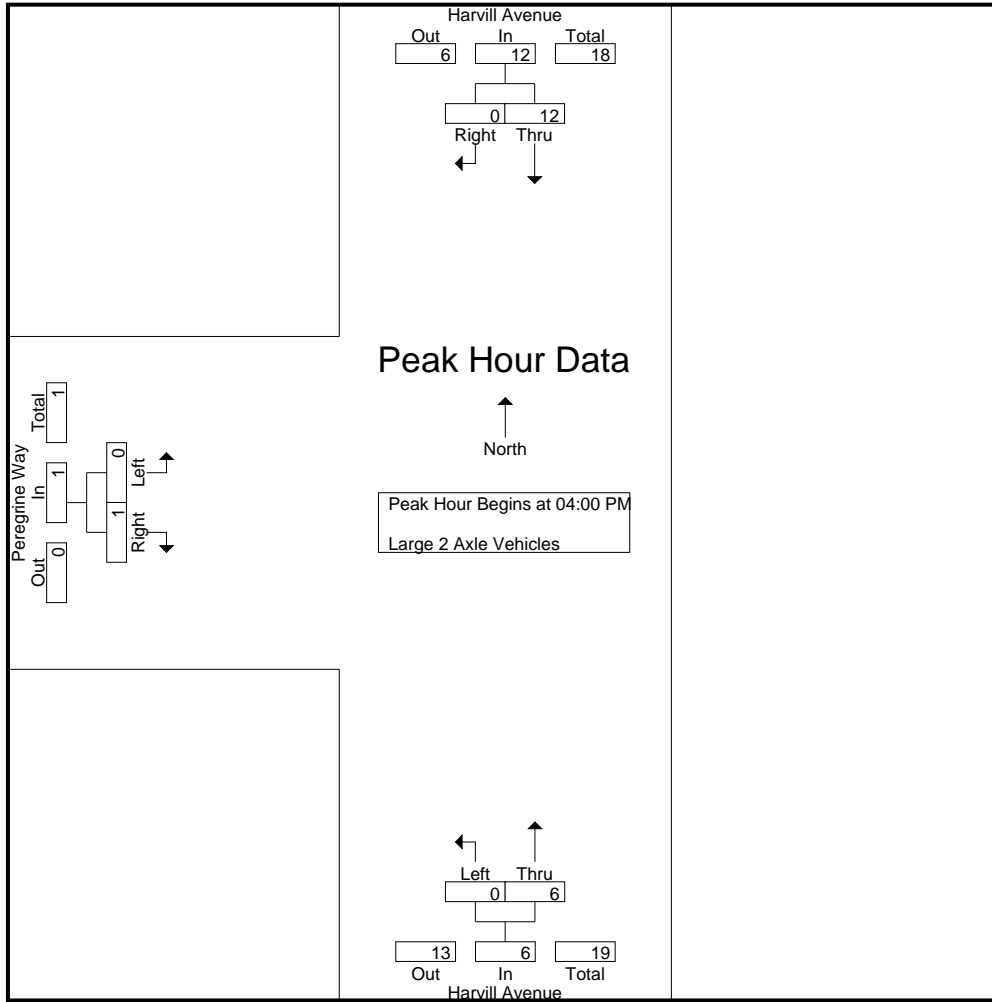 Harvill Avenue
Out In Total
6 12 18
0 12
Right Thru
Peak Hour Data
North
Peak Hour Begins at 04:00 PM
Large 2 Axle Vehicles
Peregrine Way
Out In Total
0 1 1
1 0
Right Left
Left Thru
0 6
13 6 19
Out In Total
Harvill Avenue